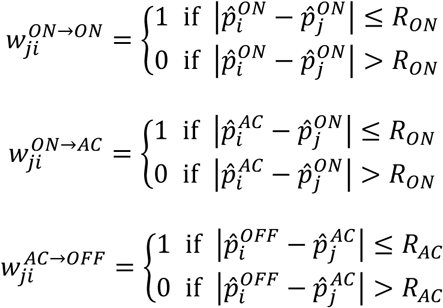 w_{ji}^{ON→ON} = {1 if |p̂_i^{ON} − p̂_j^{ON}| ≤ R_{ON}
0 if |p̂_i^{ON} − p̂_j^{ON}| > R_{ON}
w_{ji}^{ON→AC} = {1 if |p̂_i^{AC} − p̂_j^{ON}| ≤ R_{ON}
0 if |p̂_i^{AC} − p̂_j^{ON}| > R_{ON}
w_{ji}^{AC→OFF} = {1 if |p̂_i^{OFF} − p̂_j^{AC}| ≤ R_{AC}
0 if |p̂_i^{OFF} − p̂_j^{AC}| > R_{AC}